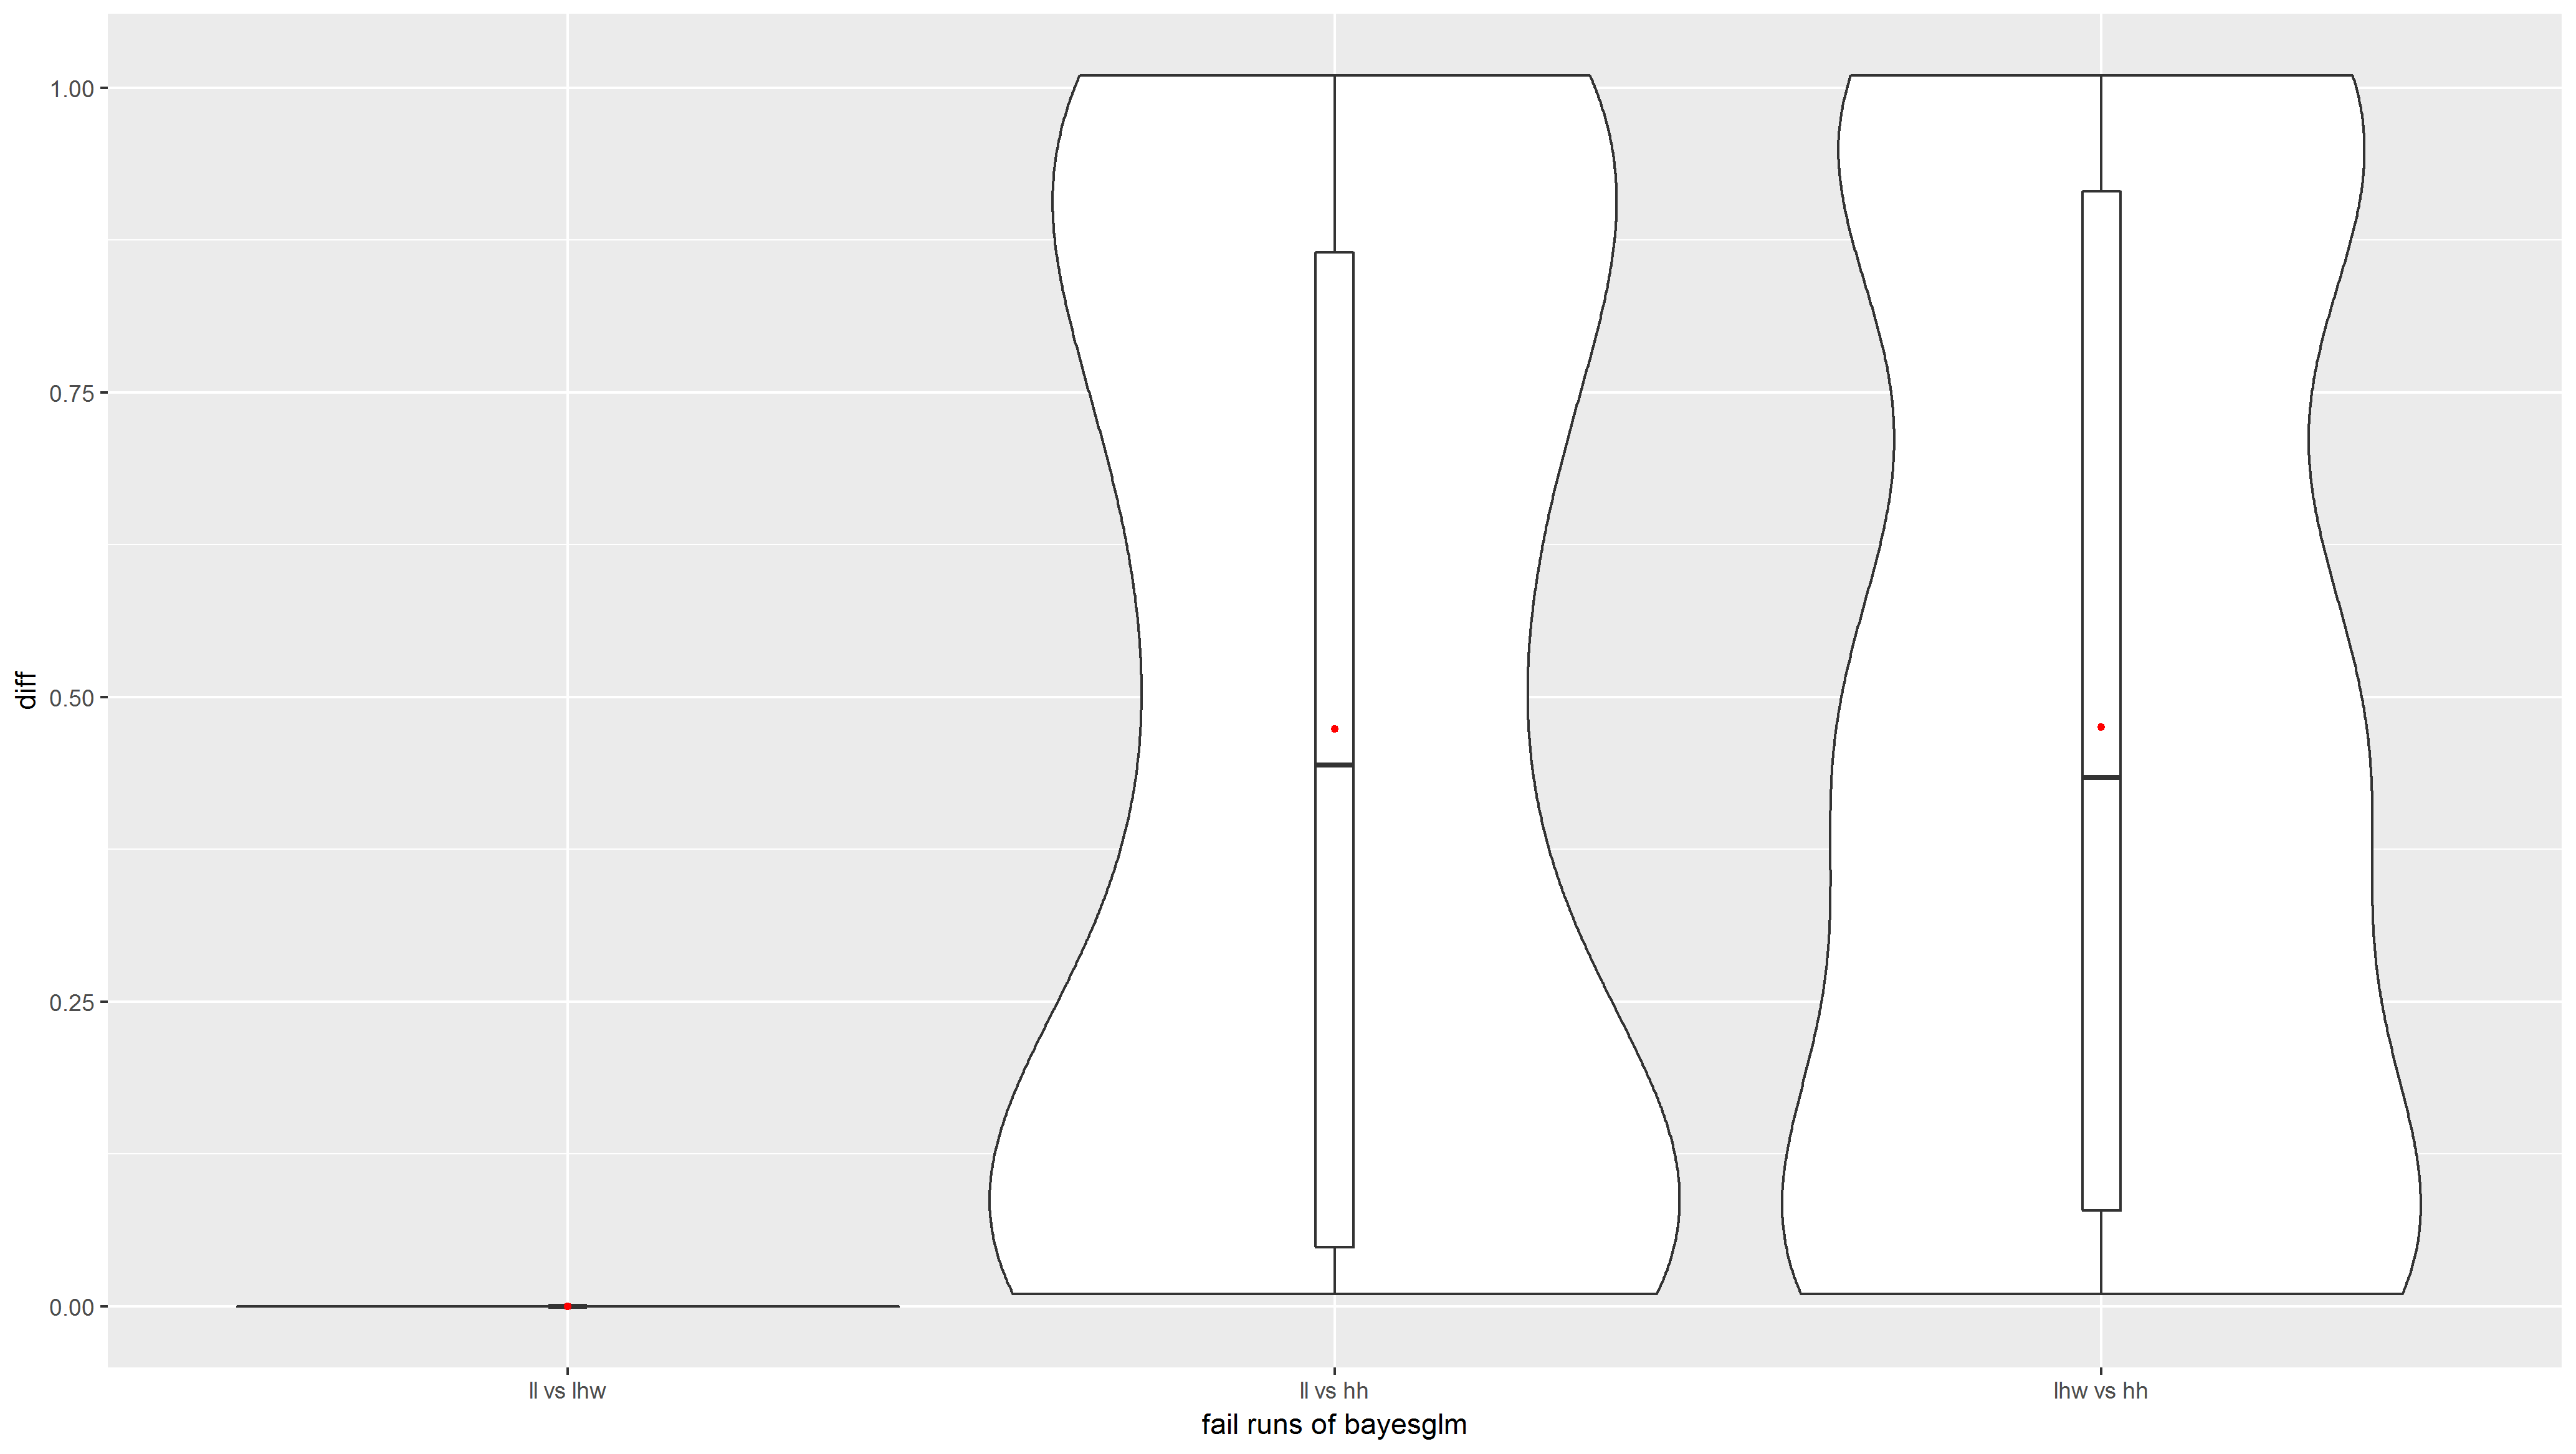 1.00
0.75
0.50
0.25
0.00
diff
ll vs lhw
ll vs hh
lhw vs hh
fail runs of bayesglm